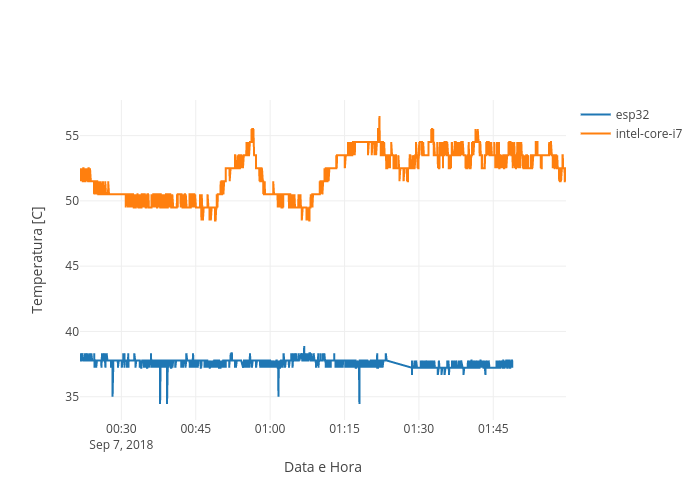 esp32
intel-core-i7
55
50
45
40
35
Temperatura [C]
00:30
00:45
01:00
01:15
01:30
01:45
Sep 7, 2018
Data e Hora